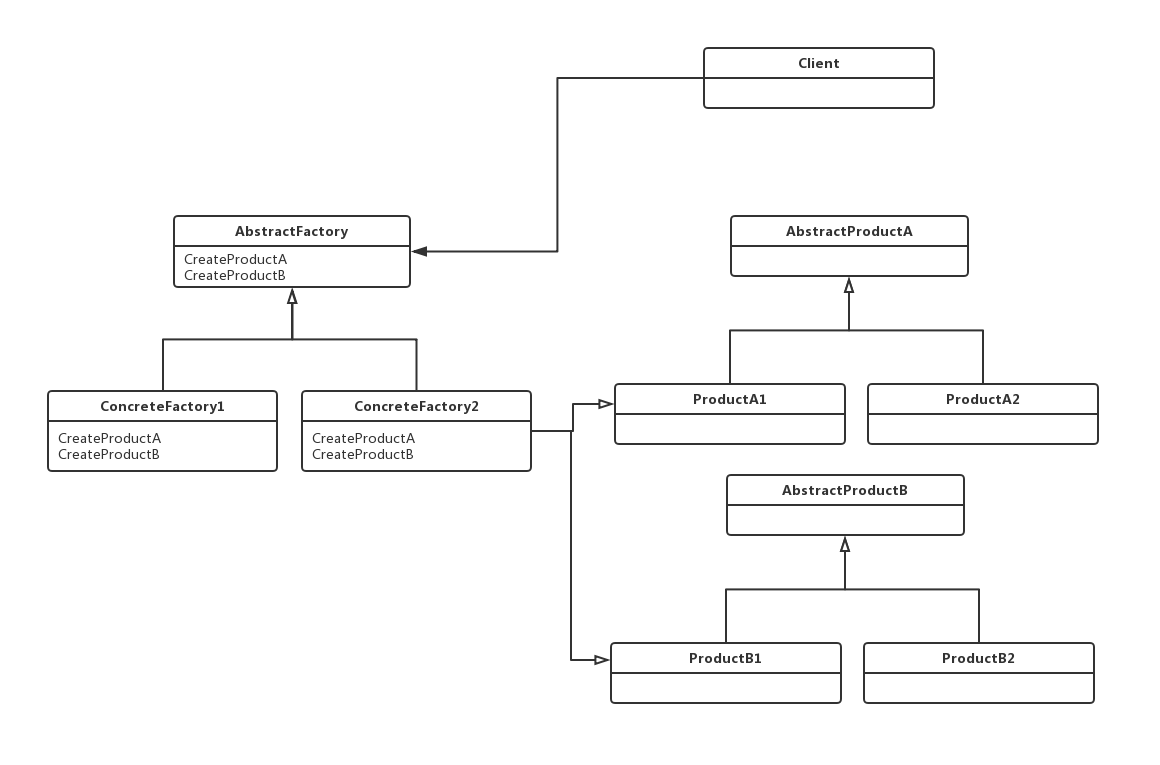 Client
AbstractFactory
CreateProductA
CreateProductB
AbstractProductA
ConcreteFactory1
CreateProductA
CreateProductB
ConcreteFactory2
CreateProductA
CreateProductB
ProductA1
ProductA2
AbstractProductB
ProductB1
ProductB2